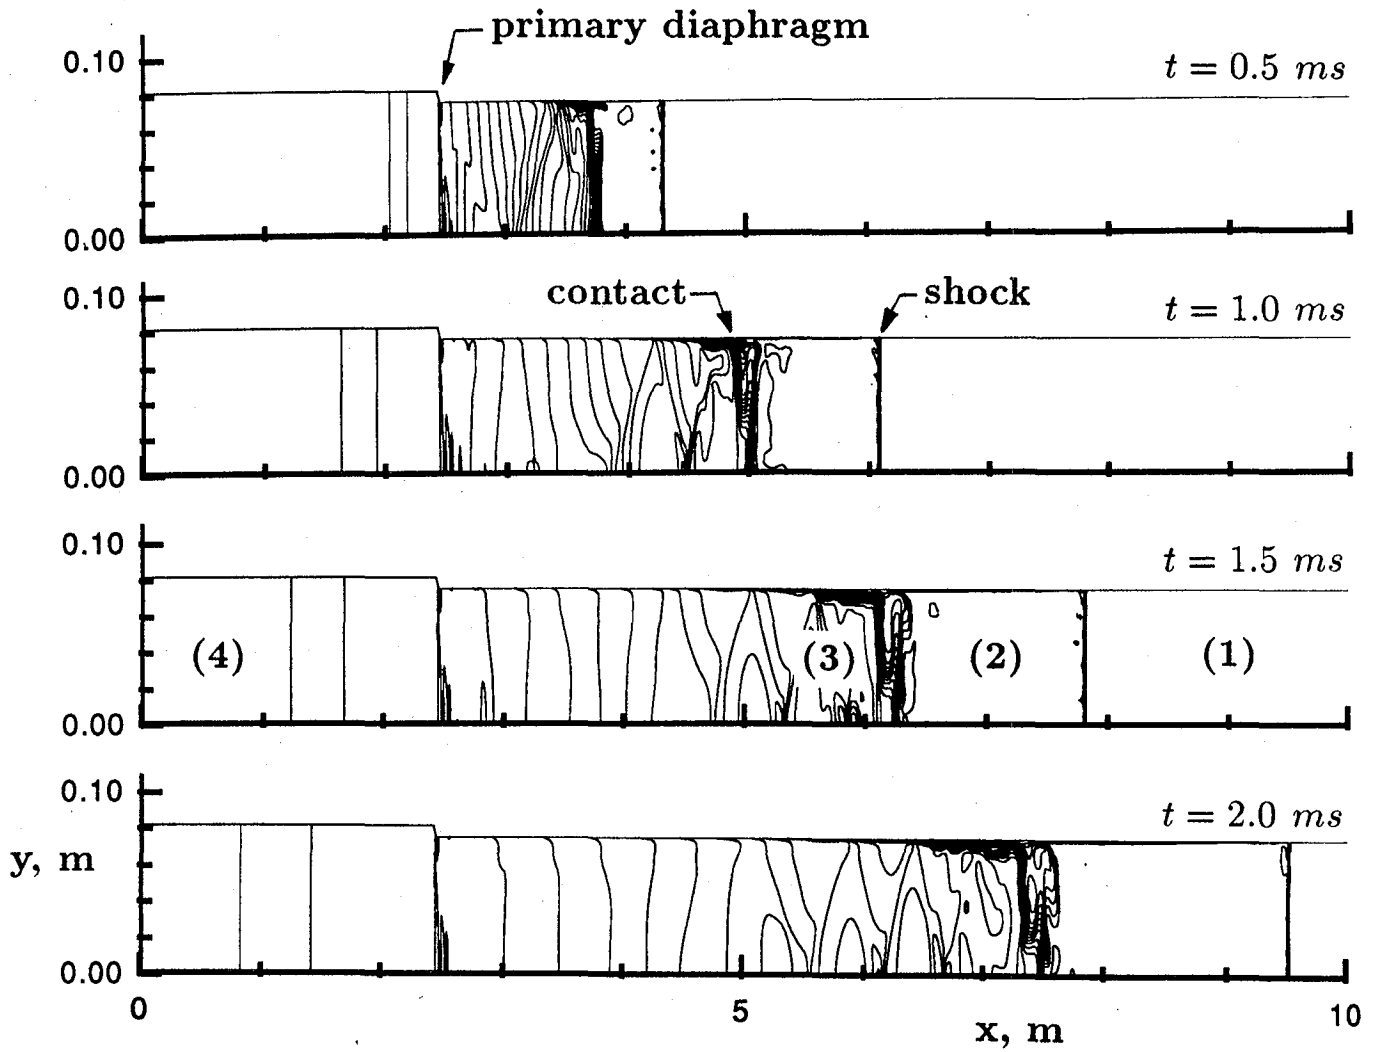 primary diaphragm
0.10
t = 0.5 ms
0.00
contact
shock
0.10
t = 1.0 ms
0.00
0.10
t = 1.5 ms
(4)
(3)
(2)
(1)
0.00
0.10
t = 2.0 ms
y, m
0.00
0
5
10
x, m